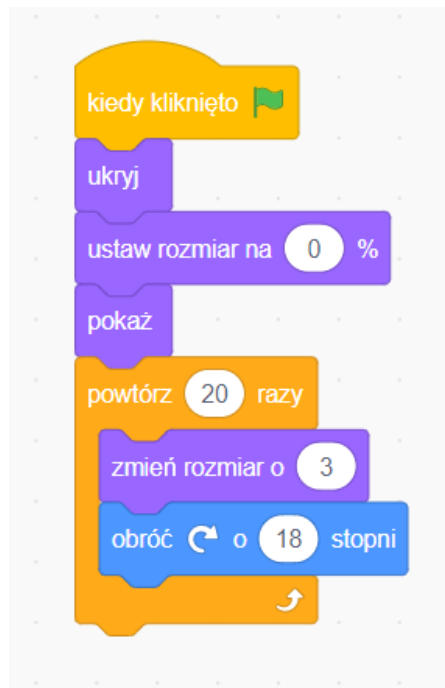 kiedy kliknięto
ukryj
ustaw rozmiar na 0 %
pokaż
powtórz 20 razy
zmień rozmiar o 3
obróć o 18 stopni